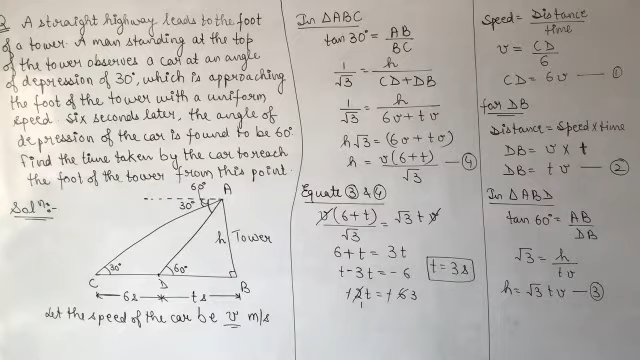 Q. A straight highway leads to the foot
of a tower. A man standing at the top
of the tower observes a car at an angle
of depression of 30°, which is approaching
the foot of the tower with a uniform
speed. Six seconds later, the angle of
depression of the car is found to be 60°
Find the time taken by the car to reach
the foot of the tower from this point.
Solⁿ:-
60°
A
30°
h Tower
30°
60°
C
D
B
6s
ts
Let the speed of the car be v m/s
In ΔABC
tan 30° = AB/BC
1/√3 = h/CD+DB
1/√3 = h/6v+tv
h√3 = (6v + tv)
h = v(6+t)/√3 —④
Equate ③ & ④
v(6+t)/√3 = √3 t v
6+t = 3t
t-3t = -6
+2t = +6 3
1
t = 3s
Speed = Distance/time
v = CD/6
CD = 6v —①
for DB
Distance = Speed × time
DB = v × t
DB = tv —②
In ΔABD
tan 60° = AB/DB
√3 = h/tv
h = √3 tv —③